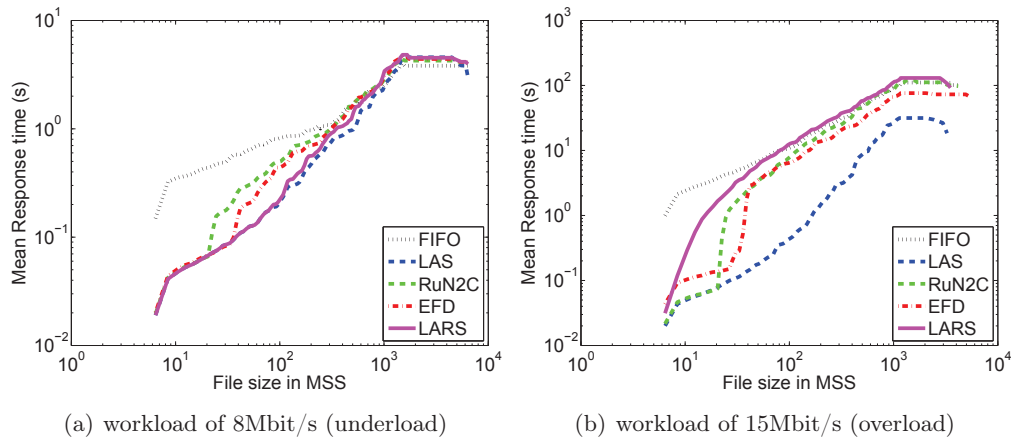 10^1
10^0
10^-1
10^-2
Mean Response time (s)
10^0
10^1
10^2
10^3
10^4
File size in MSS
FIFO
LAS
RuN2C
EFD
LARS
(a) workload of 8Mbit/s (underload)
10^3
10^2
10^1
10^0
10^-1
10^-2
Mean Response time (s)
10^0
10^1
10^2
10^3
10^4
File size in MSS
FIFO
LAS
RuN2C
EFD
LARS
(b) workload of 15Mbit/s (overload)